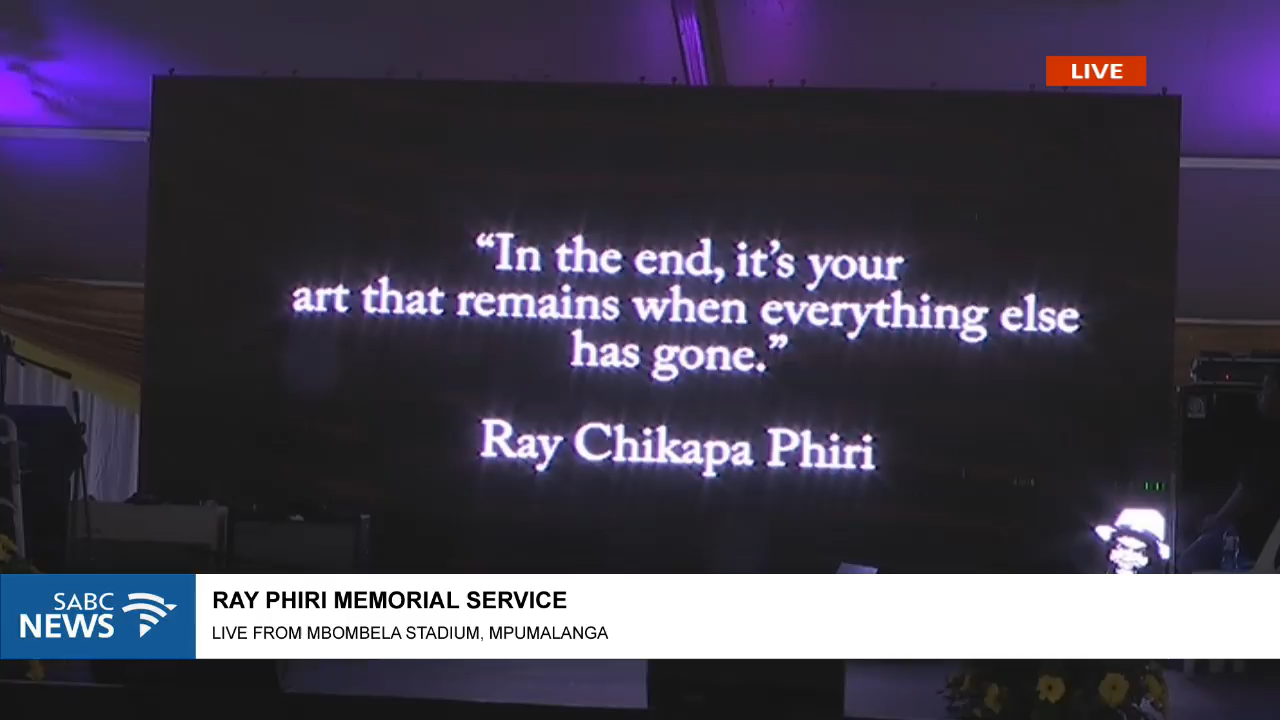 LIVE
“In the end, it’s your
art that remains when everything else
has gone.”
Ray Chikapa Phiri
SABC
NEWS
RAY PHIRI MEMORIAL SERVICE
LIVE FROM MBOMBELA STADIUM, MPUMALANGA